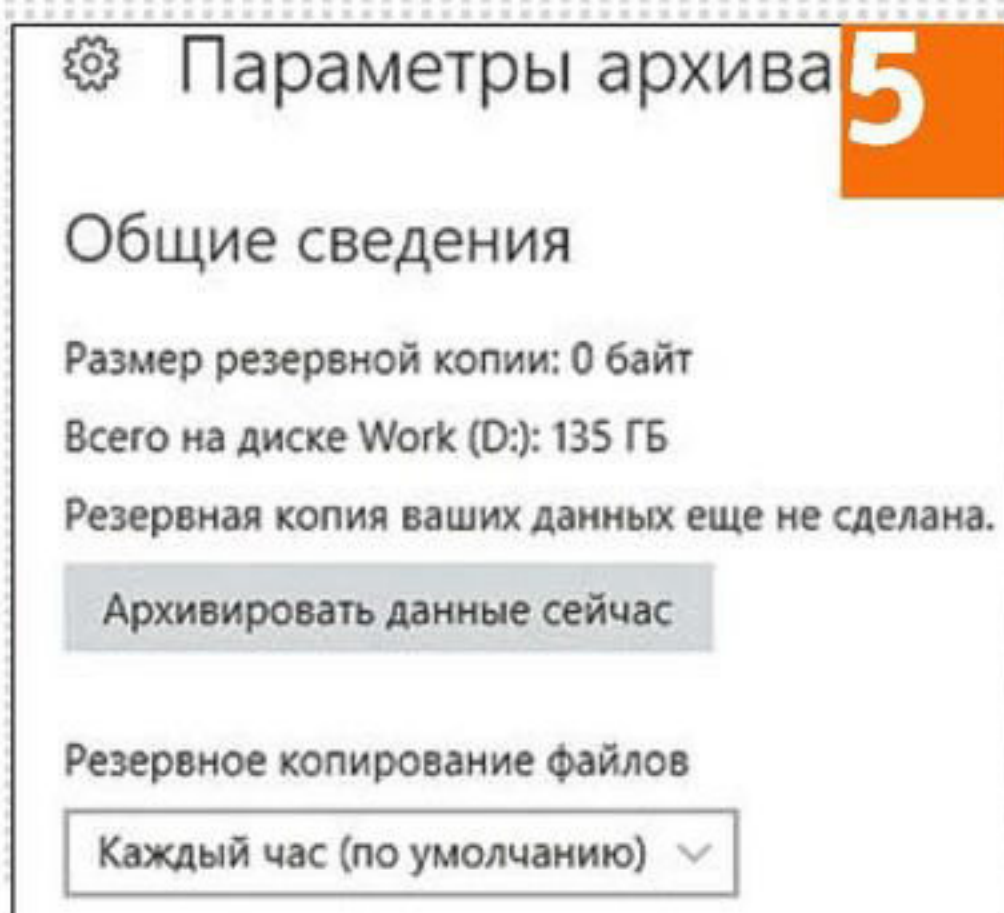 Параметры архива
5
Общие сведения
Размер резервной копии: 0 байт
Всего на диске Work (D:): 135 ГБ
Резервная копия ваших данных еще не сделана.
Архивировать данные сейчас
Резервное копирование файлов
Каждый час (по умолчанию)